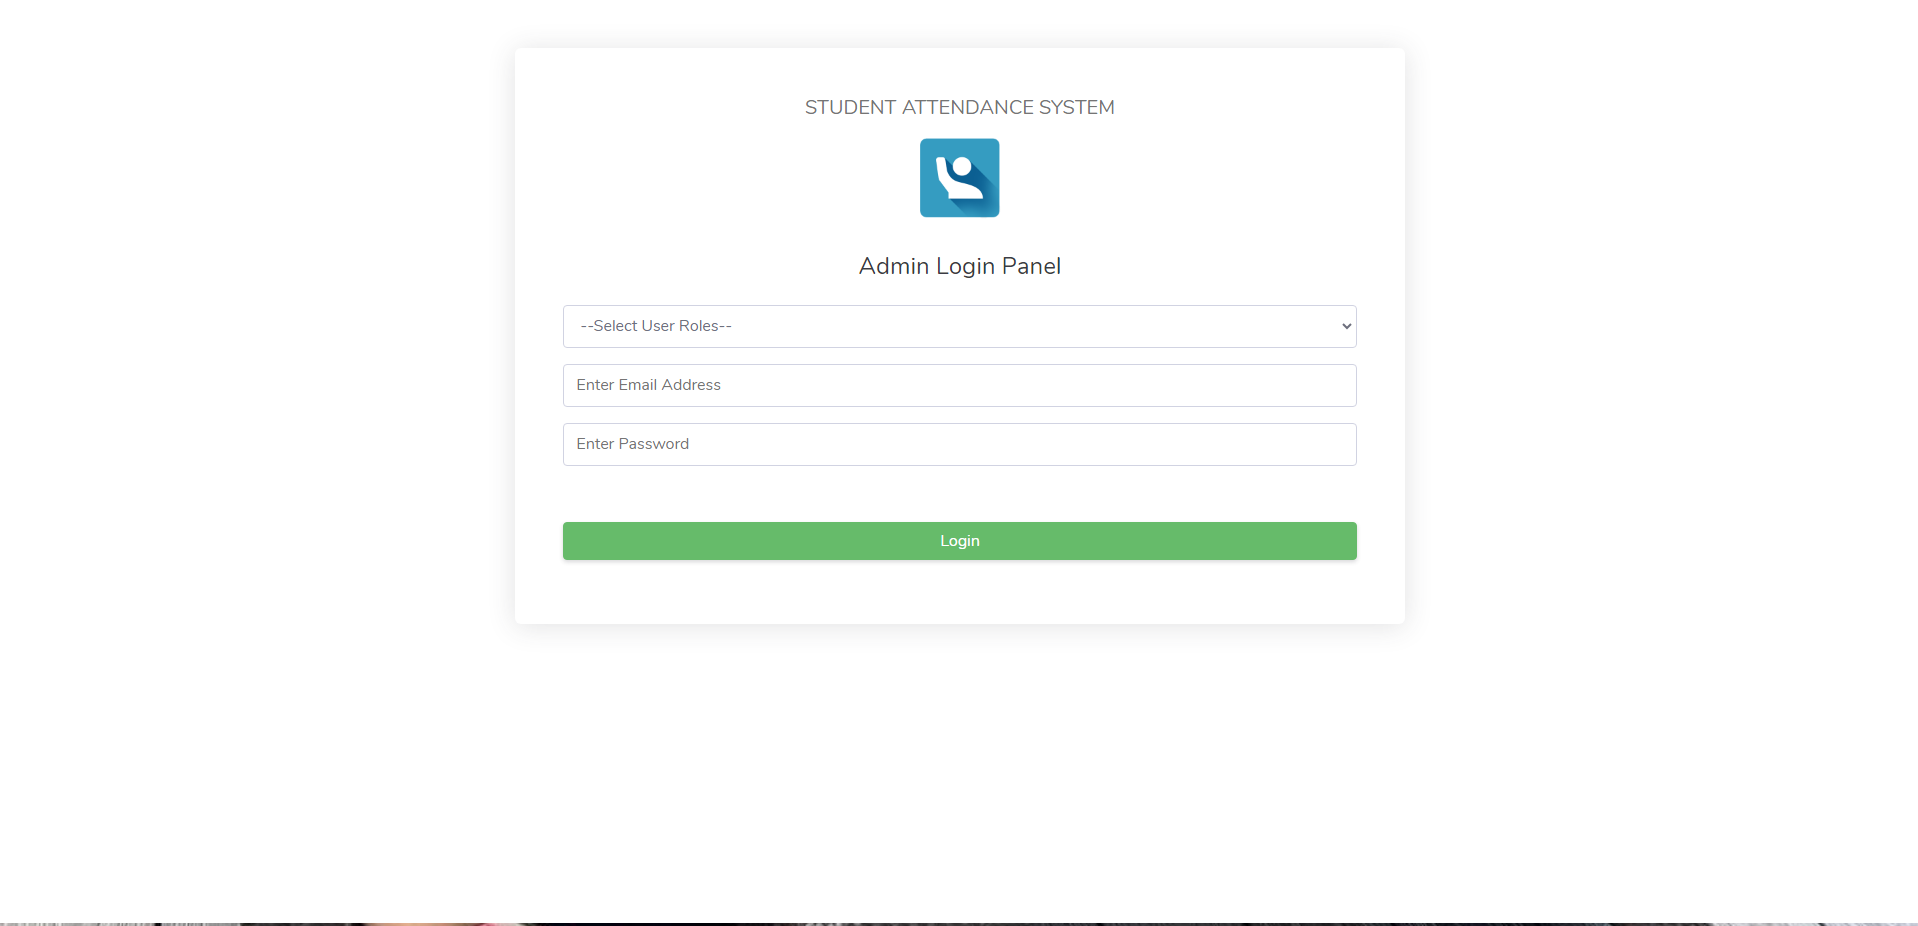 STUDENT ATTENDANCE SYSTEM
Admin Login Panel
--Select User Roles--
Enter Email Address
Enter Password
Login